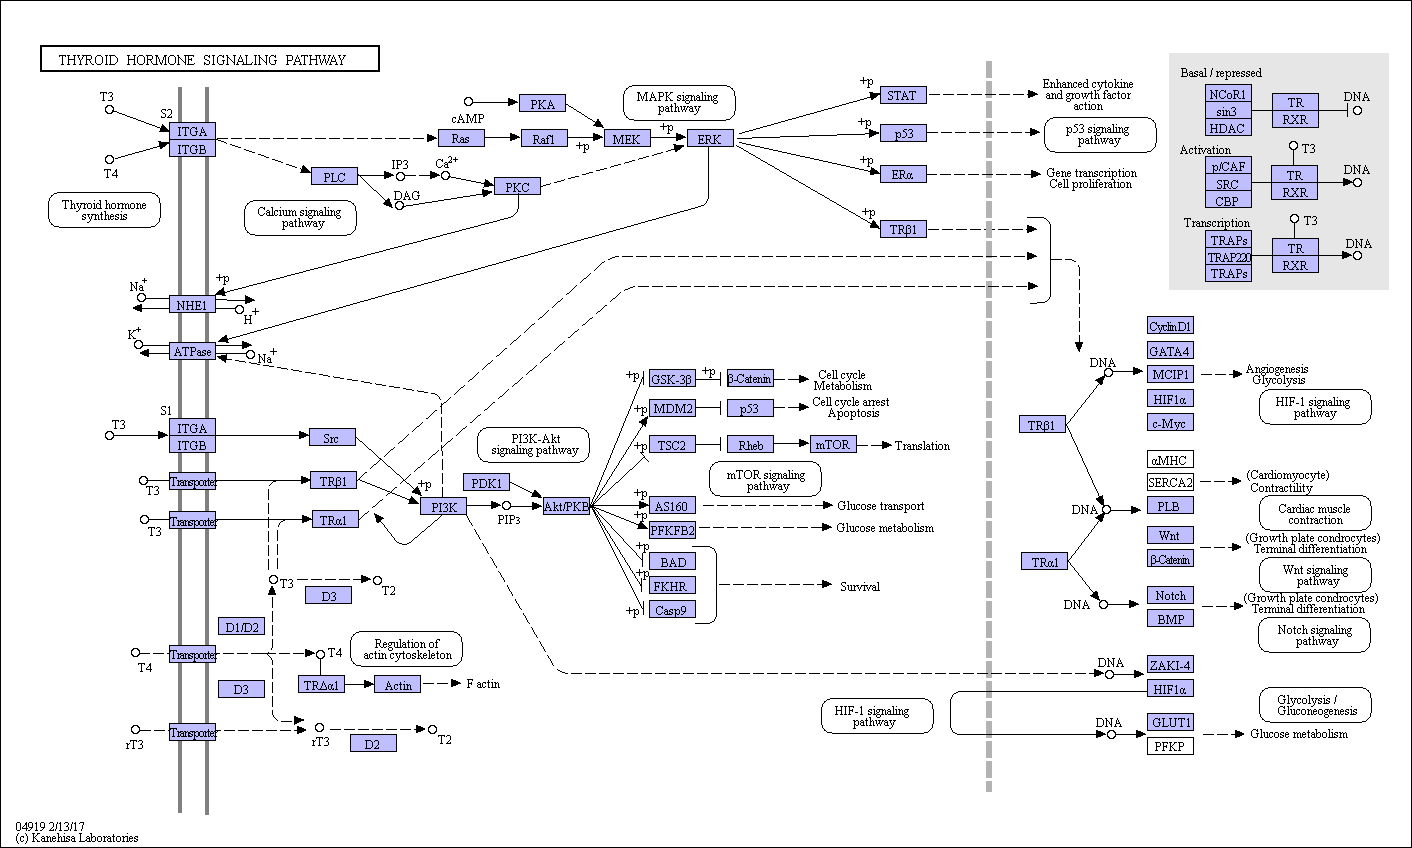 THYROID HORMONE SIGNALING PATHWAY
T3
S2
ITGA
ITGB
T4
Thyroid hormone
synthesis
cAMP
PKA
Ras
Raf1
+p
MEK
+p
ERK
MAPK signaling
pathway
PLC
IP3
Ca2+
DAG
PKC
Calcium signaling
pathway
+p
STAT
Enhanced cytokine
and growth factor
action
+p
p53
p53 signaling
pathway
+p
ERα
Gene transcription
Cell proliferation
+p
TRβ1
Basal / repressed
NCoR1
sin3
HDAC
TR
RXR
DNA
Activation
p/CAF
SRC
CBP
T3
TR
RXR
DNA
Transcription
TRAPs
TRAP220
TRAPs
T3
TR
RXR
DNA
Na+
+p
NHE1
H+
K+
ATPase
Na+
S1
T3
ITGA
ITGB
Src
Transporter
T3
TRβ1
Transporter
T3
TRα1
+p
PI3K
PI3K-Akt
signaling pathway
PDK1
PIP3
Akt/PKB
+p
GSK-3β
+p
β-Catenin
Cell cycle
Metabolism
+p
MDM2
p53
Cell cycle arrest
Apoptosis
+p
TSC2
Rheb
mTOR
Translation
mTOR signaling
pathway
+p
AS160
Glucose transport
+p
PFKFB2
Glucose metabolism
+p
BAD
+p
FKHR
+p
Casp9
Survival
T3
D3
T2
D1/D2
Transporter
T4
T4
TRΔα1
Actin
F actin
Regulation of
actin cytoskeleton
D3
Transporter
rT3
rT3
D2
T2
DNA
TRβ1
DNA
TRα1
DNA
Cyclin D1
GATA4
MCIP1
HIF1α
c-Myc
Angiogenesis
Glycolysis
HIF-1 signaling
pathway
αMHC
SERCA2
PLB
(Cardiomyocyte)
Contractility
Cardiac muscle
contraction
Wnt
β-Catenin
(Growth plate condrocytes)
Terminal differentiation
Wnt signaling
pathway
Notch
BMP
(Growth plate condrocytes)
Terminal differentiation
Notch signaling
pathway
DNA
ZAKI-4
HIF1α
HIF-1 signaling
pathway
DNA
GLUT1
PFKP
Glycolysis /
Gluconeogenesis
Glucose metabolism
04919 2/13/17
(c) Kanehisa Laboratories